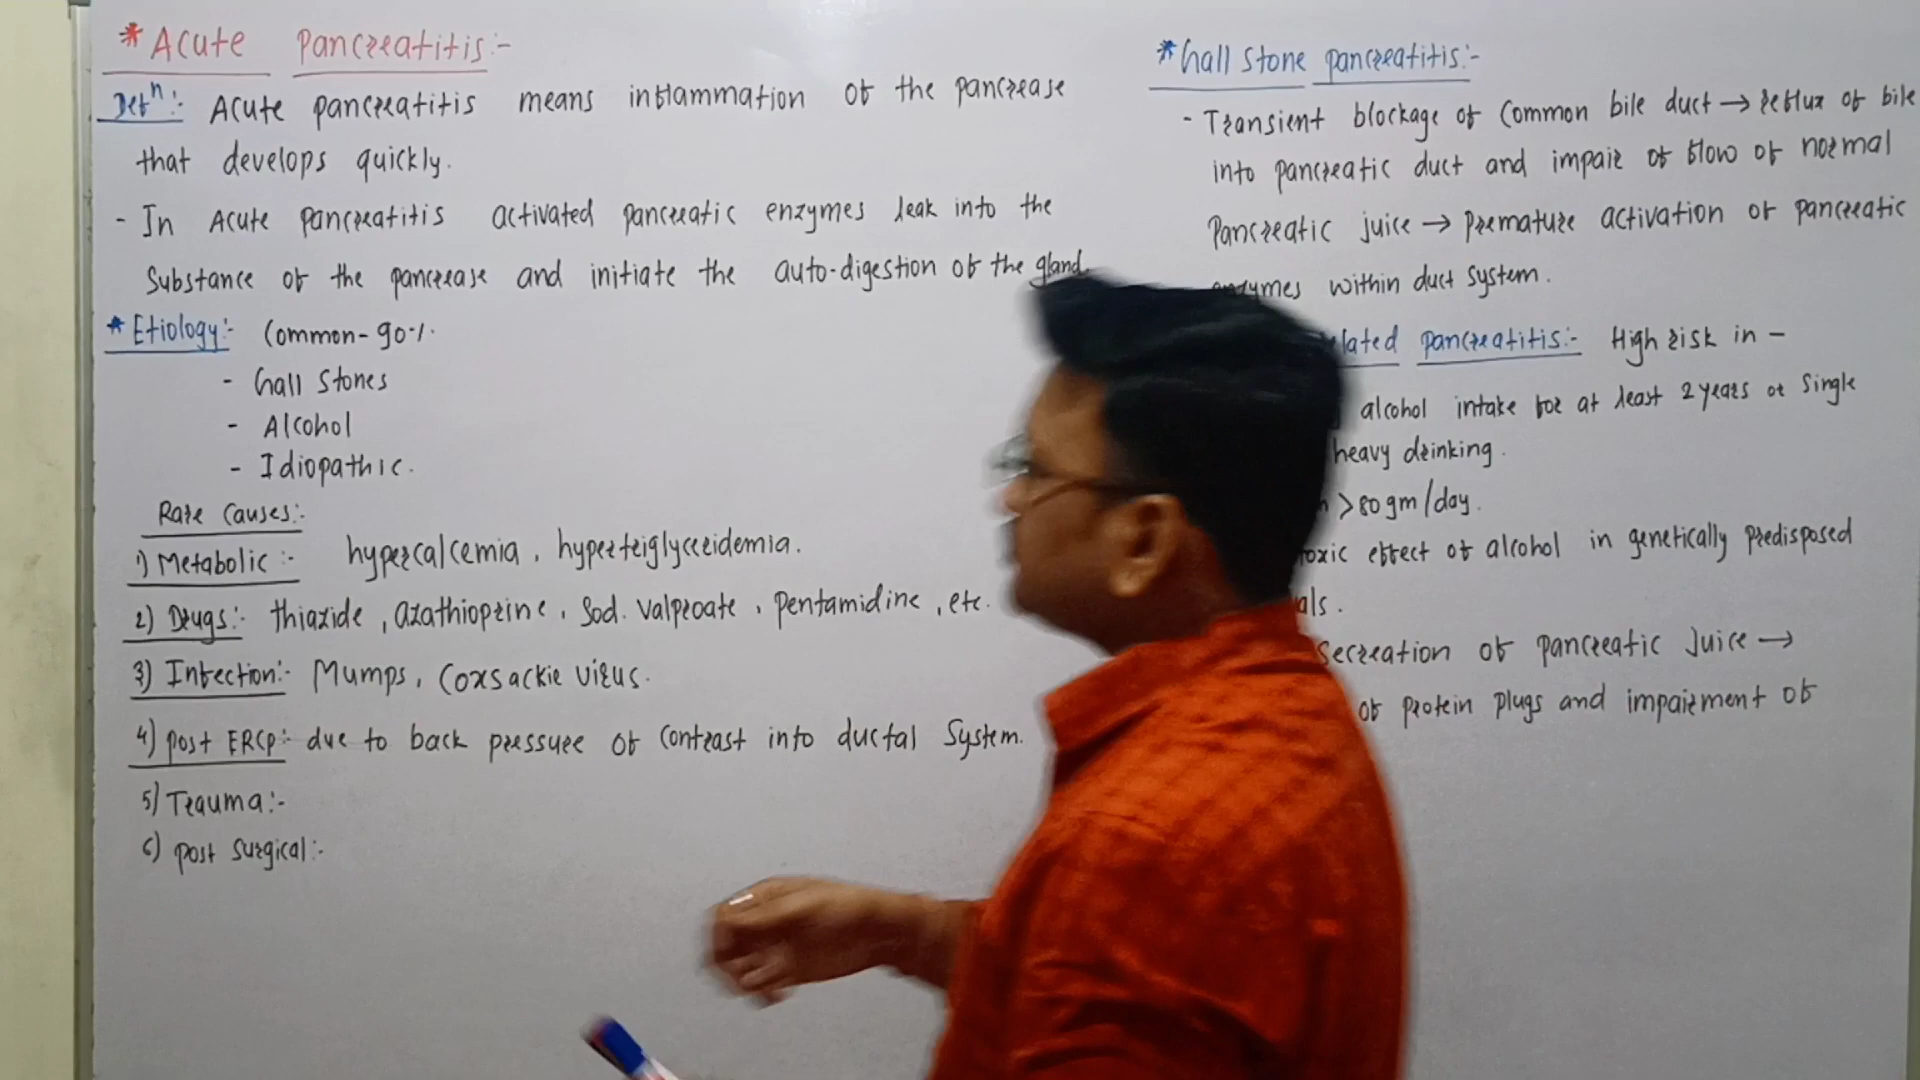 * Acute Pancreatitis:-
Defn:- Acute pancreatitis means inflammation of the pancrease
that develops quickly.
- In Acute pancreatitis activated pancreatic enzymes leak into the
Substance of the pancrease and initiate the auto-digestion of the gland.
* Etiology:- Common- 90%
- Gall Stones
- Alcohol
- Idiopathic.
Rare Causes:-
1) Metabolic:- hypercalcemia, hypertriglyceridemia.
2) Drugs:- thiazide, azathioprine, Sod. Valproate, Pentamidine, etc.
3) Infection:- Mumps, Coxsackie virus.
4) post ERCP:- due to back pressure of Contrast into ductal System.
5) Trauma:-
6) post Surgical:-
* Gall Stone pancreatitis:-
- Transient blockage of Common bile duct → reflux of bile
into pancreatic duct and impair of flow of normal
Pancreatic juice → Premature activation of pancreatic
enzymes within duct System.
pancreatitis:- High risk in -
alcohol intake for at least 2 years or Single
heavy drinking.
>80 gm/day.
effect of alcohol in genetically Predisposed
Secreation of pancreatic Juice →
of protein plugs and impairment of